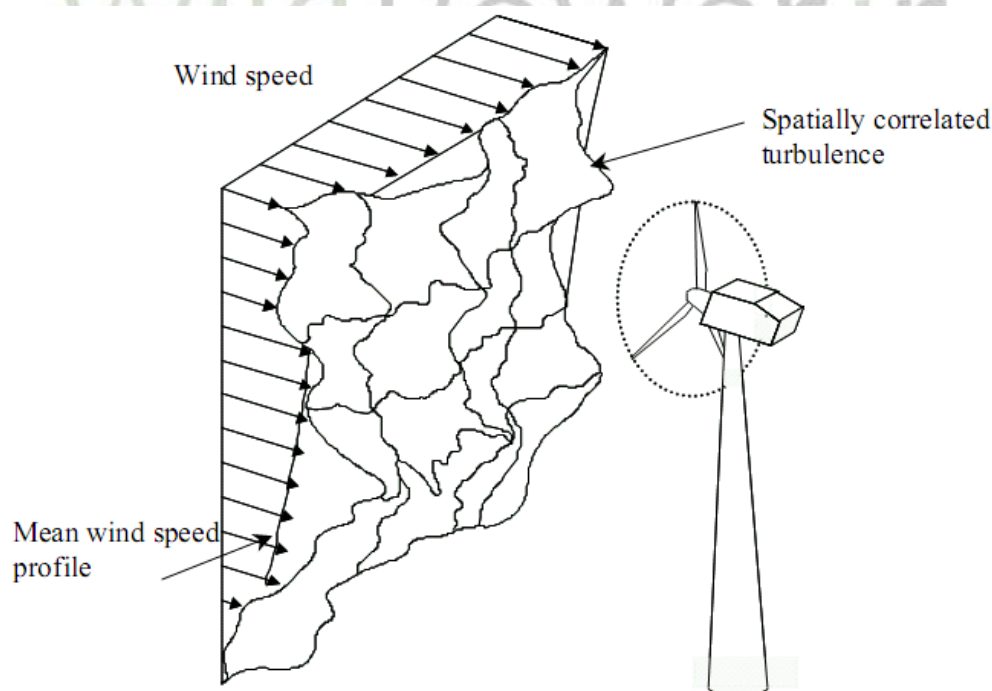 Wind speed
Spatially correlated
turbulence
Mean wind speed
profile